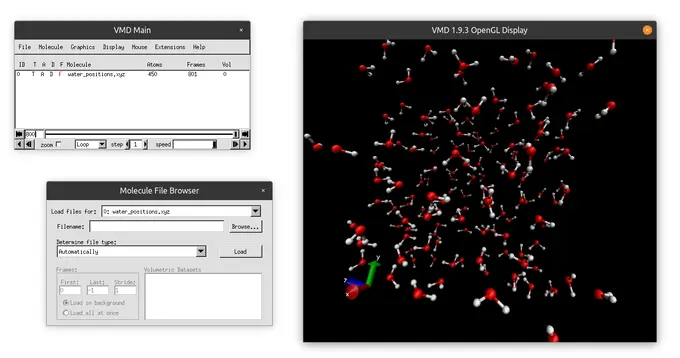 VMD Main
File Molecule Graphics Display Mouse Extensions Help
ID T A D F Molecule Atoms Frames Vol
0 T A D F water_positions.xyz 450 801 0
800
zoom Loop step 1 speed
Molecule File Browser
Load files for: 0: water_positions.xyz
Filename: Browse...
Determine file type:
Automatically Load
Frames: Volumetric Datasets
First: Last: Stride:
0 -1 1
Load in background
Load all at once
VMD 1.9.3 OpenGL Display
y
z
x